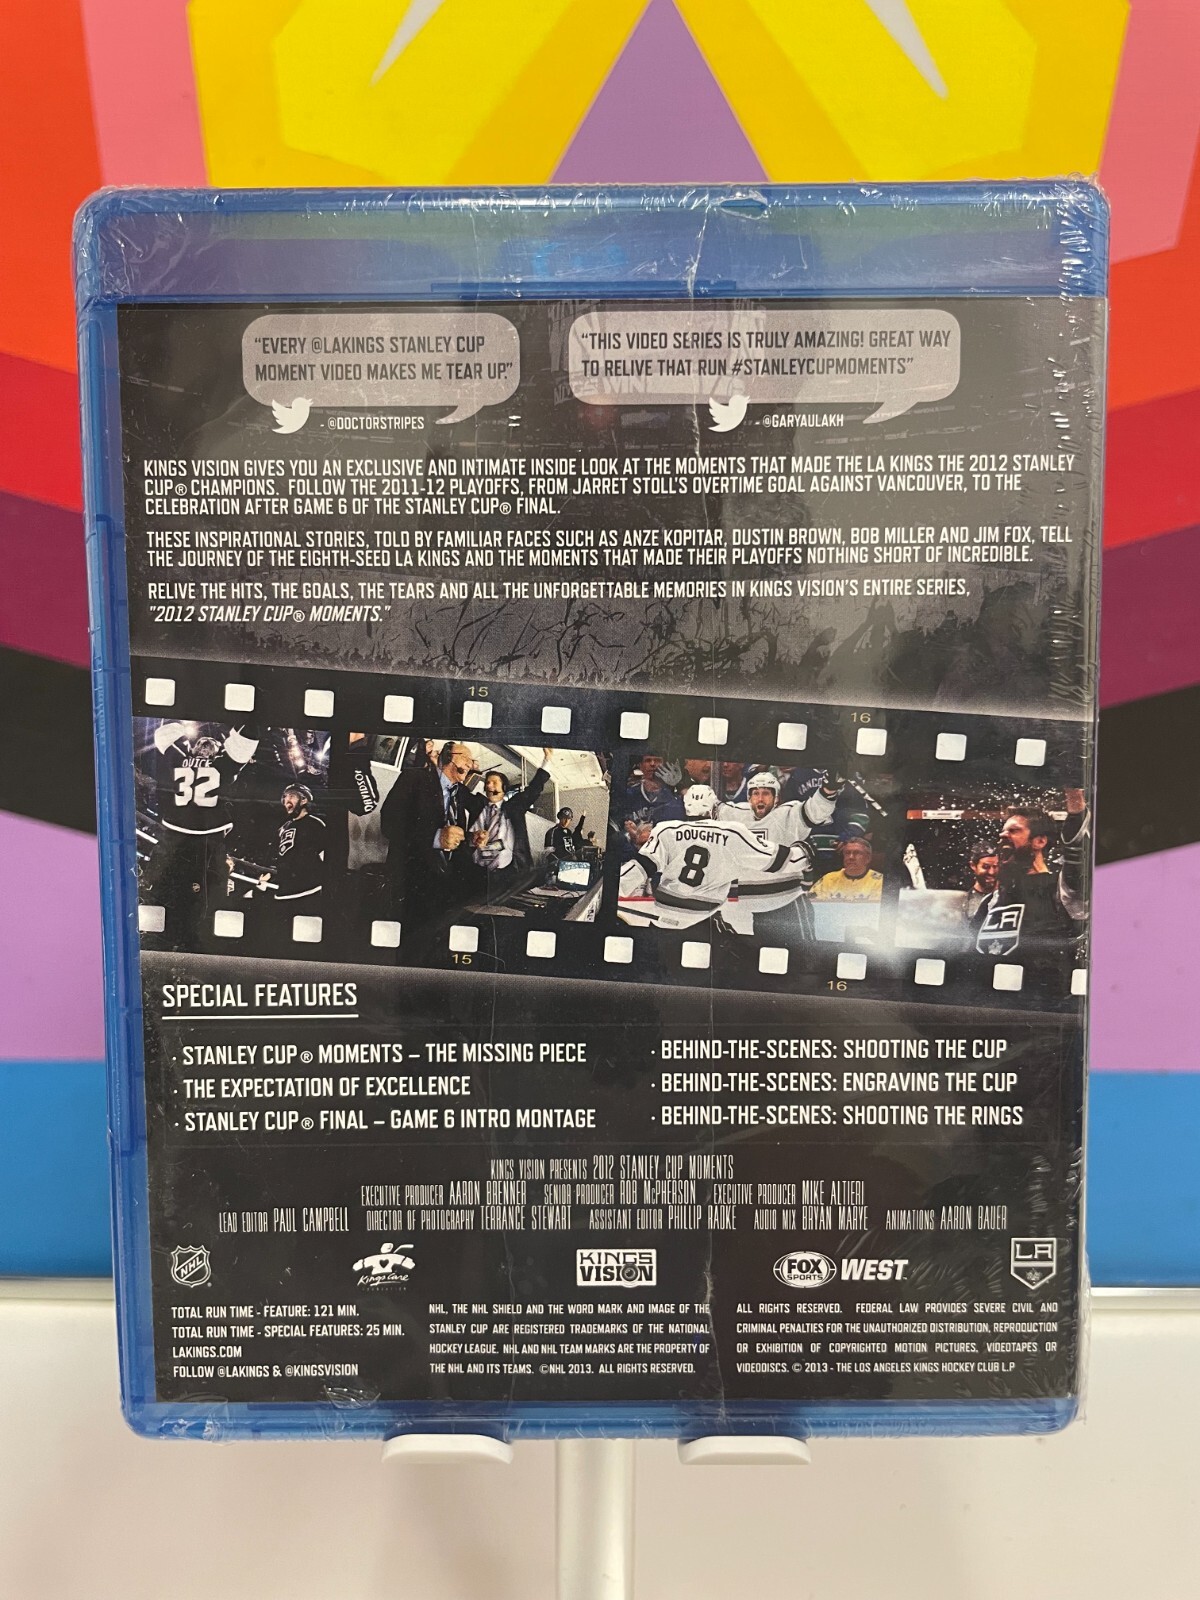 "EVERY @LAKINGS STANLEY CUP
MOMENT VIDEO MAKES ME TEAR UP."
- @DOCTORSTRIPES
"THIS VIDEO SERIES IS TRULY AMAZING! GREAT WAY
TO RELIVE THAT RUN #STANLEYCUPMOMENTS"
- @GARYAULAKH
KINGS VISION GIVES YOU AN EXCLUSIVE AND INTIMATE INSIDE LOOK AT THE MOMENTS THAT MADE THE LA KINGS THE 2012 STANLEY
CUP® CHAMPIONS. FOLLOW THE 2011-12 PLAYOFFS, FROM JARRET STOLL'S OVERTIME GOAL AGAINST VANCOUVER, TO THE
CELEBRATION AFTER GAME 6 OF THE STANLEY CUP® FINAL.
THESE INSPIRATIONAL STORIES, TOLD BY FAMILIAR FACES SUCH AS ANZE KOPITAR, DUSTIN BROWN, BOB MILLER AND JIM FOX, TELL
THE JOURNEY OF THE EIGHTH-SEED LA KINGS AND THE MOMENTS THAT MADE THEIR PLAYOFFS NOTHING SHORT OF INCREDIBLE.
RELIVE THE HITS, THE GOALS, THE TEARS AND ALL THE UNFORGETTABLE MEMORIES IN KINGS VISION'S ENTIRE SERIES,
"2012 STANLEY CUP® MOMENTS."
15
16
QUICK
32
DAVIDSON
DOUGHTY
8
LA
15
16
SPECIAL FEATURES
· STANLEY CUP® MOMENTS – THE MISSING PIECE
· THE EXPECTATION OF EXCELLENCE
· STANLEY CUP® FINAL – GAME 6 INTRO MONTAGE
· BEHIND-THE-SCENES: SHOOTING THE CUP
· BEHIND-THE-SCENES: ENGRAVING THE CUP
· BEHIND-THE-SCENES: SHOOTING THE RINGS
KINGS VISION PRESENTS 2012 STANLEY CUP MOMENTS
EXECUTIVE PRODUCER AARON BRENNER SENIOR PRODUCER ROB McPHERSON EXECUTIVE PRODUCER MIKE ALTIERI
LEAD EDITOR PAUL CAMPBELL DIRECTOR OF PHOTOGRAPHY TERRANCE STEWART ASSISTANT EDITOR PHILLIP RADKE AUDIO MIX BRYAN MARYE ANIMATIONS AARON BAUER
NHL
Kings Care
FOUNDATION
KINGS
VISION
FOX
SPORTS
WEST
LA
TOTAL RUN TIME - FEATURE: 121 MIN.
TOTAL RUN TIME - SPECIAL FEATURES: 25 MIN.
LAKINGS.COM
FOLLOW @LAKINGS & @KINGSVISION
NHL, THE NHL SHIELD AND THE WORD MARK AND IMAGE OF THE
STANLEY CUP ARE REGISTERED TRADEMARKS OF THE NATIONAL
HOCKEY LEAGUE. NHL AND NHL TEAM MARKS ARE THE PROPERTY OF
THE NHL AND ITS TEAMS. ©NHL 2013. ALL RIGHTS RESERVED.
ALL RIGHTS RESERVED. FEDERAL LAW PROVIDES SEVERE CIVIL AND
CRIMINAL PENALTIES FOR THE UNAUTHORIZED DISTRIBUTION, REPRODUCTION
OR EXHIBITION OF COPYRIGHTED MOTION PICTURES, VIDEOTAPES OR
VIDEODISCS. © 2013 - THE LOS ANGELES KINGS HOCKEY CLUB L.P